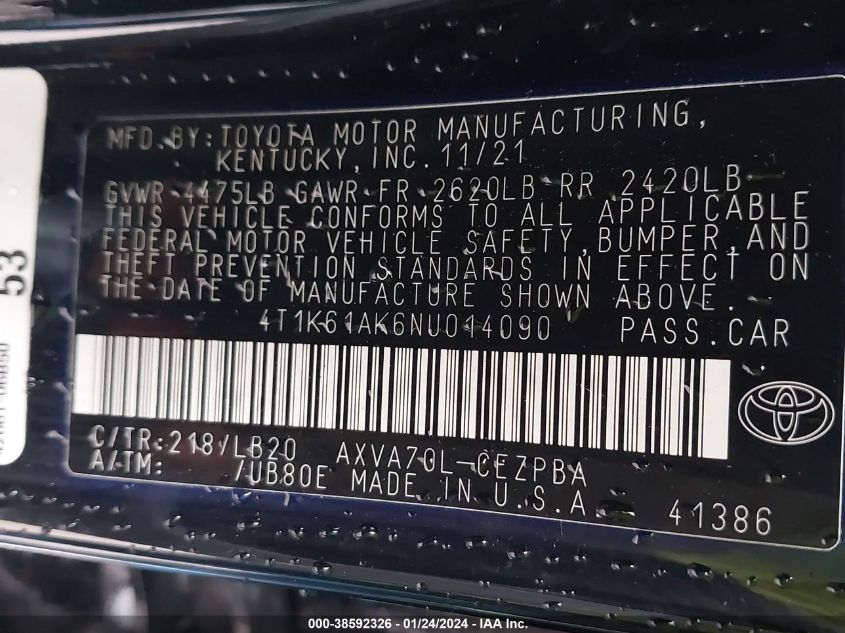 MFD.BY:TOYOTA MOTOR MANUFACTURING,
KENTUCKY,INC.11/21
GVWR 4475LB GAWR FR 2620LB RR 2420LB
THIS VEHICLE CONFORMS TO ALL APPLICABLE
FEDERAL MOTOR VEHICLE SAFETY,BUMPER,AND
THEFT PREVENTION STANDARDS IN EFFECT ON
THE DATE OF MANUFACTURE SHOWN ABOVE.
4T1K61AK6NU014090 PASS.CAR
C/TR:218/LB20 AXVA70L-CEZPBA
A/TM: /UB80E MADE IN U.S.A. 41386
53
000-38592326 - 01/24/2024 - IAAI.com